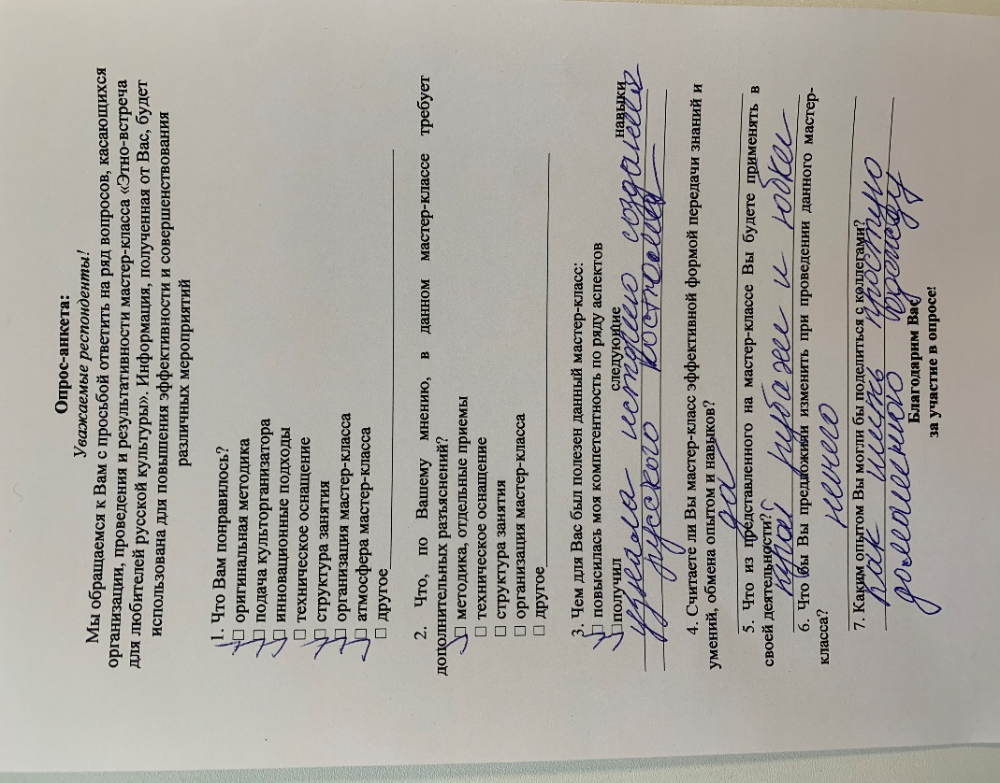 Опрос-анкета:
Уважаемые респонденты!
Мы обращаемся к Вам с просьбой ответить на ряд вопросов, касающихся
организации, проведения и результативности мастер-класса «Этно-встреча
для любителей русской культуры». Информация, полученная от Вас, будет
использована для повышения эффективности и совершенствования
различных мероприятий
1. Что Вам понравилось?
□ оригинальная методика
□ подача культорганизатора
□ инновационные подходы
□ техническое оснащение
□ структура занятия
□ организация мастер-класса
□ атмосфера мастер-класса
□ другое
2. Что, по Вашему мнению, в данном мастер-классе требует
дополнительных разъяснений?
□ методика, отдельные приемы
□ техническое оснащение
□ структура занятия
□ организация мастер-класса
□ другое
3. Чем для Вас был полезен данный мастер-класс:
□ повысилась моя компетентность по ряду аспектов
□ получил следующие навыки
узнала историю создания
русского костюма
4. Считаете ли Вы мастер-класс эффективной формой передачи знаний и
умений, обмена опытом и навыков?
да
5. Что из представленного на мастер-классе Вы будете применять в
своей деятельности?
крой рубахи и юбки
6. Что бы Вы предложили изменить при проведении данного мастер-
класса?
ничего
7. Каким опытом Вы могли бы поделиться с коллегами?
как шить простую
домашнюю одежду
Благодарим Вас
за участие в опросе!